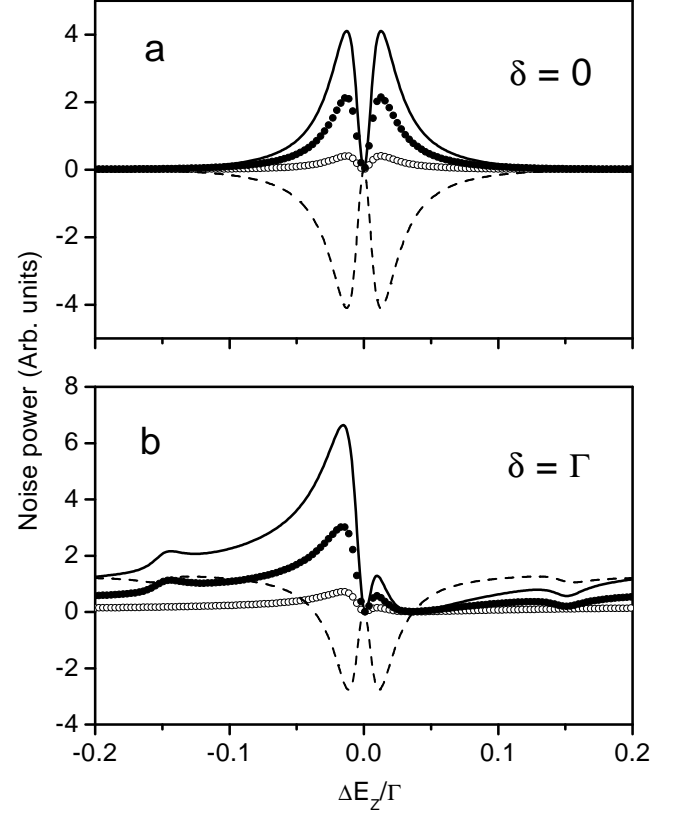 4
a
δ = 0
2
0
-2
-4
Noise power (Arb. units)
8
b
δ = Γ
6
4
2
0
-2
-4
-0.2 -0.1 0.0 0.1 0.2
ΔE_Z/Γ